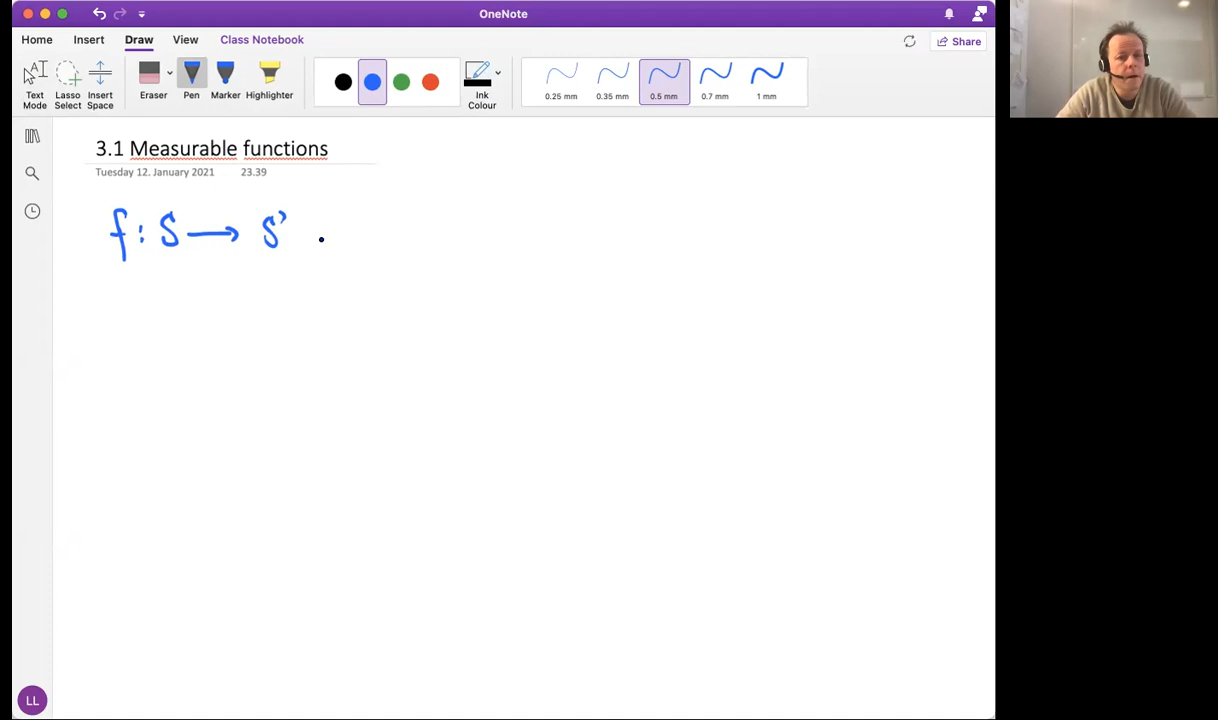 OneNote
Home Insert Draw View Class Notebook Share
Text Mode
Lasso Select
Insert Space
Eraser
Pen
Marker
Highlighter
Ink Colour
0.25 mm
0.35 mm
0.5 mm
0.7 mm
1 mm
3.1 Measurable functions
Tuesday 12. January 2021 23.39
f : S ⟶ S'
LL